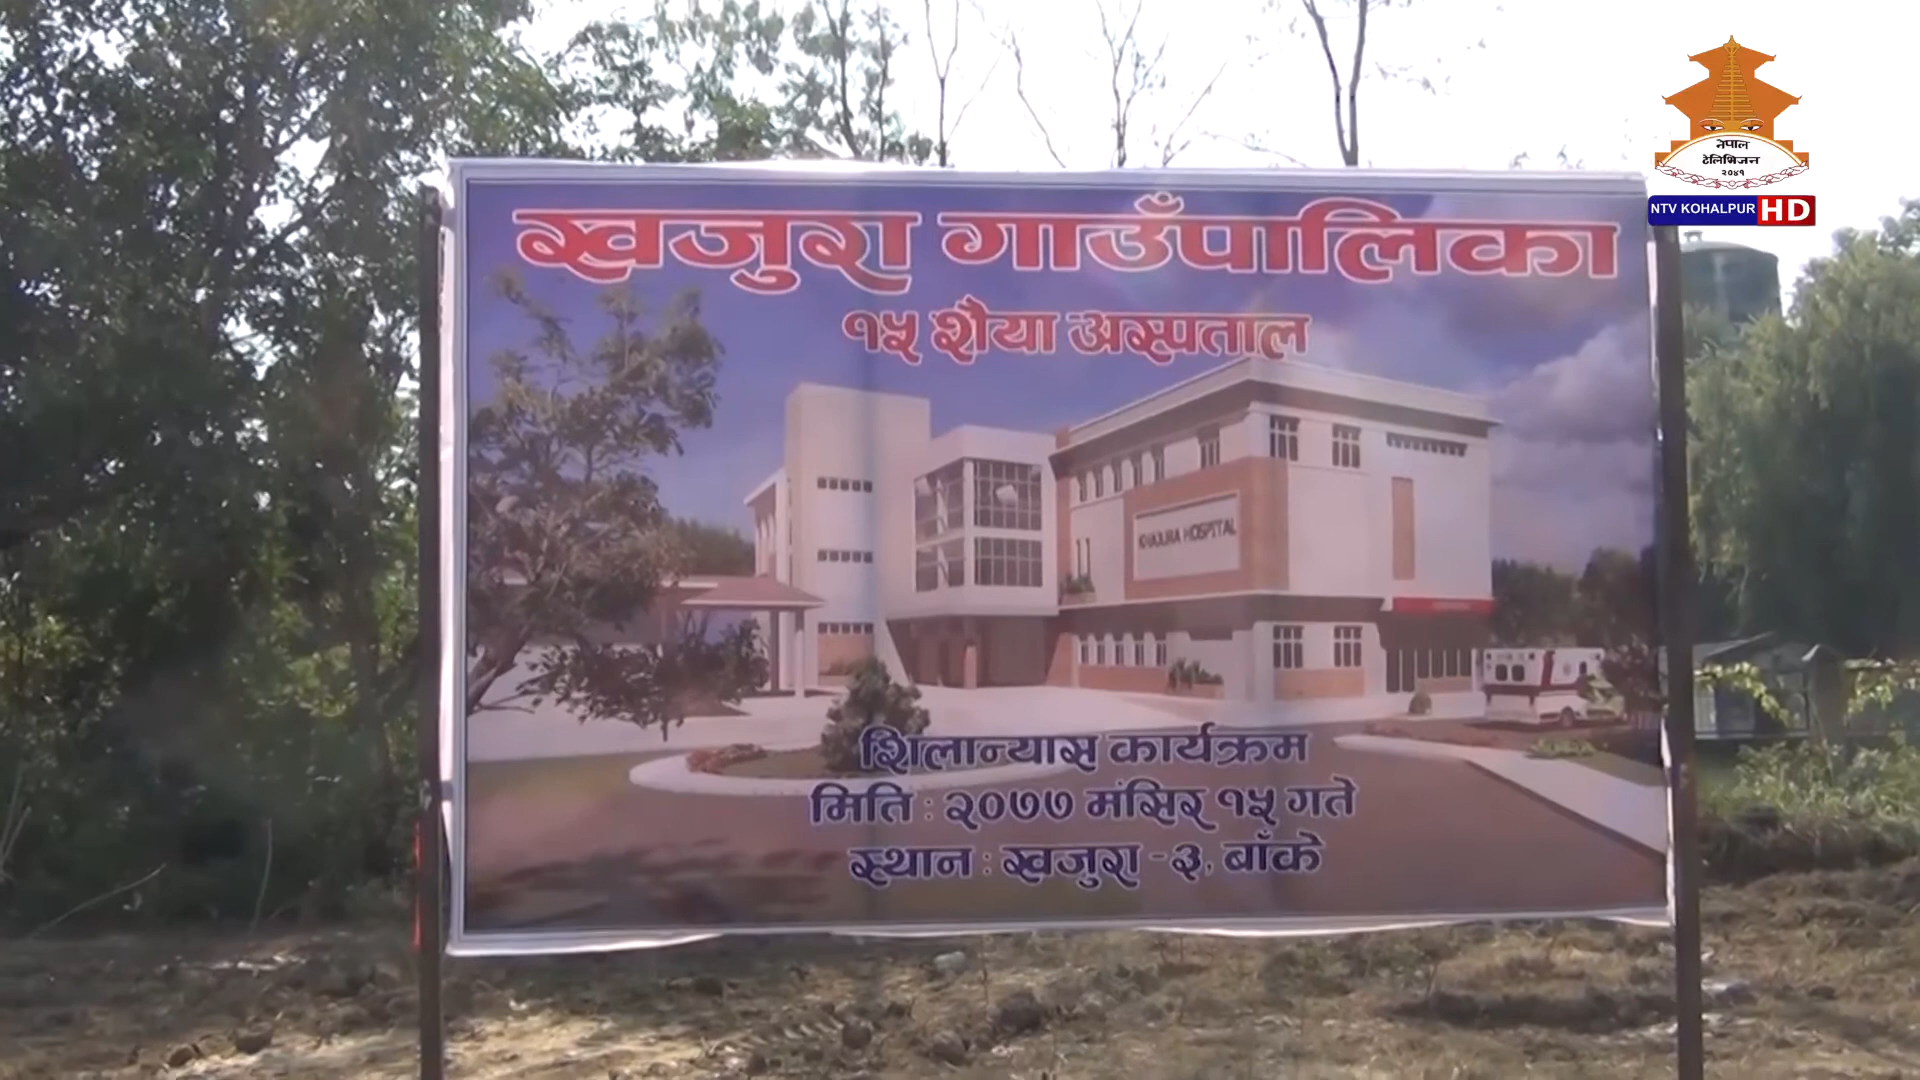 नेपाल
टेलिभिजन
२०४१
NTV KOHALPUR HD
खजुरा गाउँपालिका
१५ शैया अस्पताल
KHAJURA HOSPITAL
शिलान्यास कार्यक्रम
मिति : २०७७ मंसिर १५ गते
स्थान : खजुरा -३, बाँके